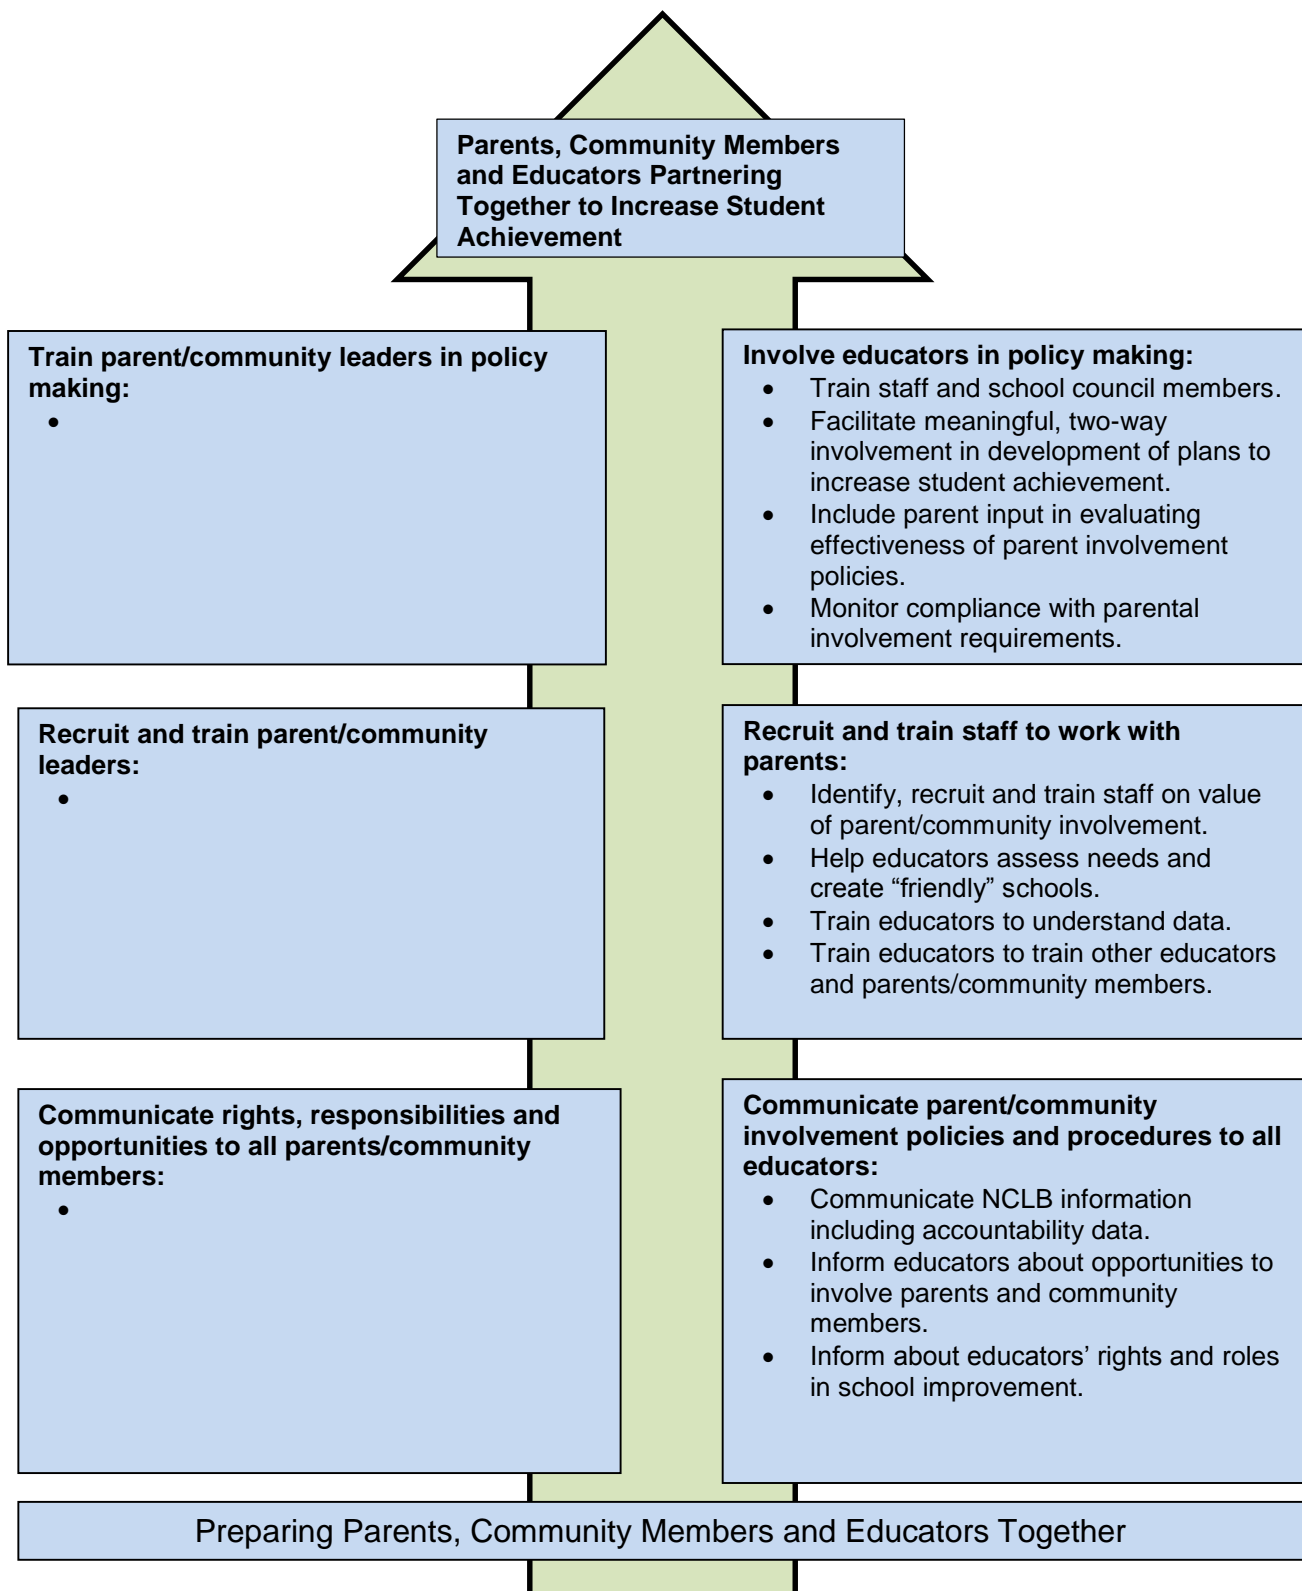 Parents, Community Members
and Educators Partnering
Together to Increase Student
Achievement
Train parent/community leaders in policy
making:
•
Involve educators in policy making:
• Train staff and school council members.
• Facilitate meaningful, two-way
involvement in development of plans to
increase student achievement.
• Include parent input in evaluating
effectiveness of parent involvement
policies.
• Monitor compliance with parental
involvement requirements.
Recruit and train parent/community
leaders:
•
Recruit and train staff to work with
parents:
• Identify, recruit and train staff on value
of parent/community involvement.
• Help educators assess needs and
create “friendly” schools.
• Train educators to understand data.
• Train educators to train other educators
and parents/community members.
Communicate rights, responsibilities and
opportunities to all parents/community
members:
•
Communicate parent/community
involvement policies and procedures to all
educators:
• Communicate NCLB information
including accountability data.
• Inform educators about opportunities to
involve parents and community
members.
• Inform about educators’ rights and roles
in school improvement.
Preparing Parents, Community Members and Educators Together